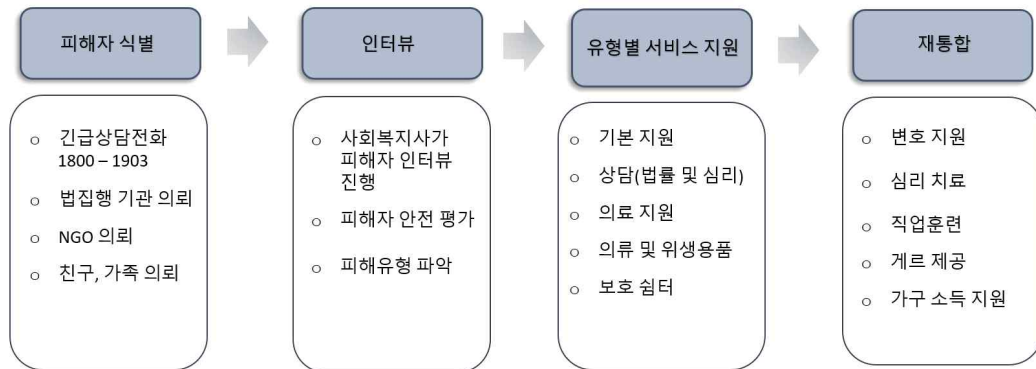 피해자 식별
인터뷰
유형별 서비스 지원
재통합
o 긴급상담전화
1800 – 1903
o 법집행 기관 의뢰
o NGO 의뢰
o 친구, 가족 의뢰
o 사회복지사가
피해자 인터뷰
진행
o 피해자 안전 평가
o 피해유형 파악
o 기본 지원
o 상담(법률 및 심리)
o 의료 지원
o 의류 및 위생용품
o 보호 쉼터
o 변호 지원
o 심리 치료
o 직업훈련
o 게르 제공
o 가구 소득 지원